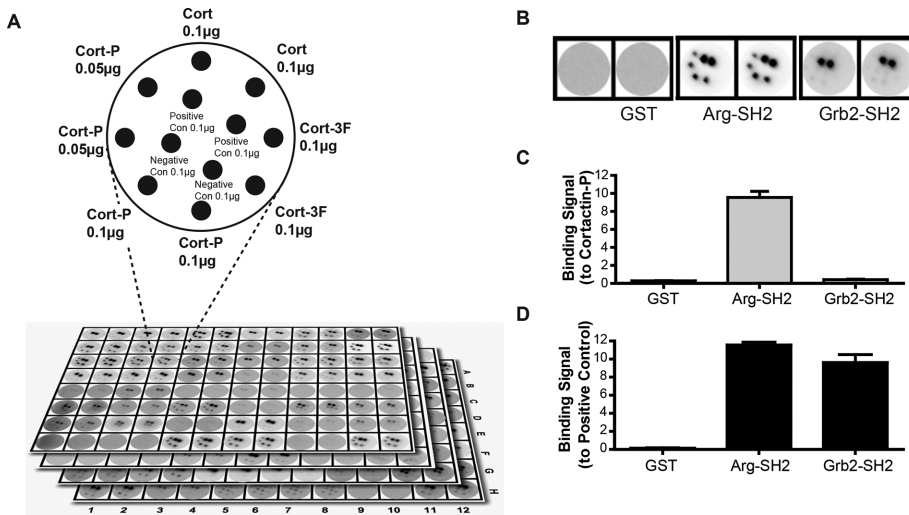 A
Cort
0.1µg
Cort-P
0.05µg
Cort
0.1µg
Positive
Con 0.1µg
Cort-P
0.05µg
Positive
Con 0.1µg
Cort-3F
0.1µg
Negative
Con 0.1µg
Negative
Con 0.1µg
Cort-P
0.1µg
Cort-3F
0.1µg
Cort-P
0.1µg
A
B
C
D
E
F
G
H
1 2 3 4 5 6 7 8 9 10 11 12
B
GST Arg-SH2 Grb2-SH2
C
Binding Signal
(to Cortactin-P)
12
10
8
6
4
2
0
GST Arg-SH2 Grb2-SH2
D
Binding Signal
(to Positive Control)
12
10
8
6
4
2
0
GST Arg-SH2 Grb2-SH2